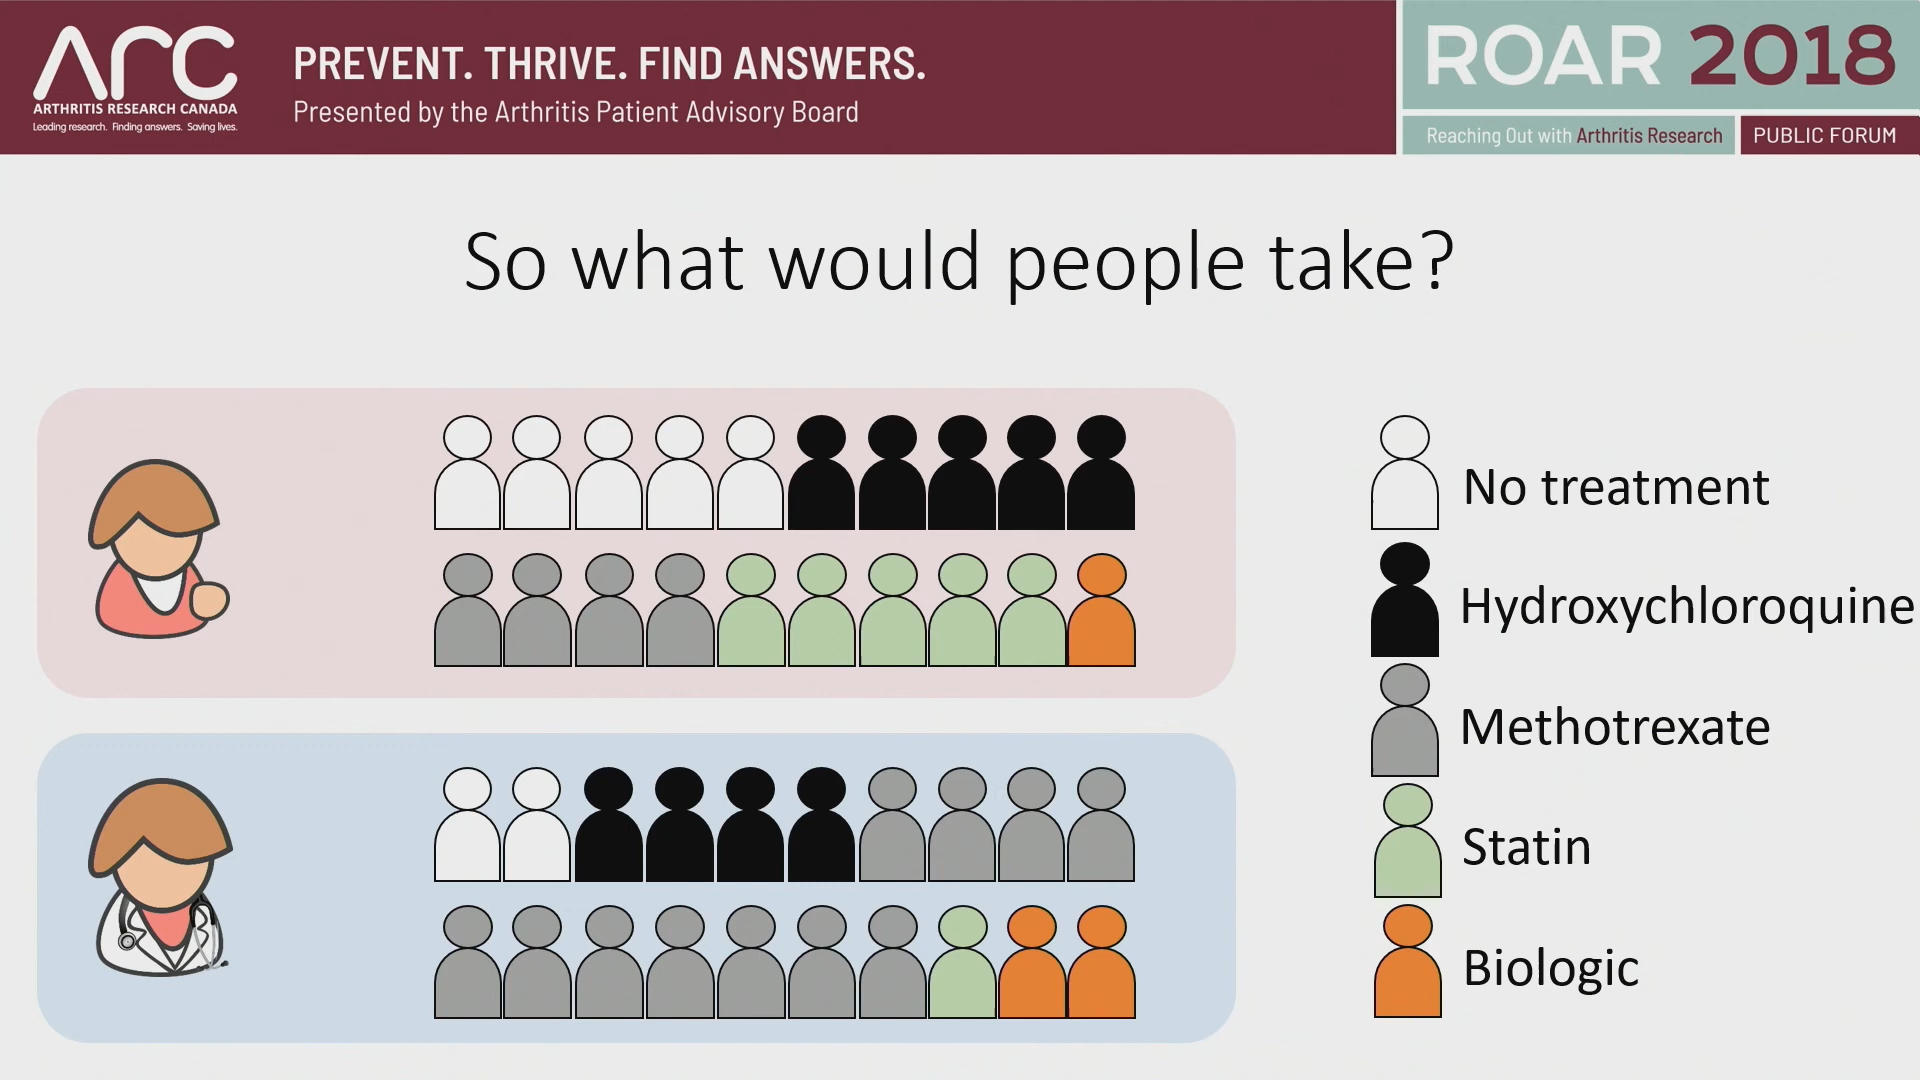 ARC
ARTHRITIS RESEARCH CANADA
Leading research. Finding answers. Saving lives.
PREVENT. THRIVE. FIND ANSWERS.
Presented by the Arthritis Patient Advisory Board
ROAR 2018
Reaching Out with Arthritis Research
PUBLIC FORUM
So what would people take?
No treatment
Hydroxychloroquine
Methotrexate
Statin
Biologic